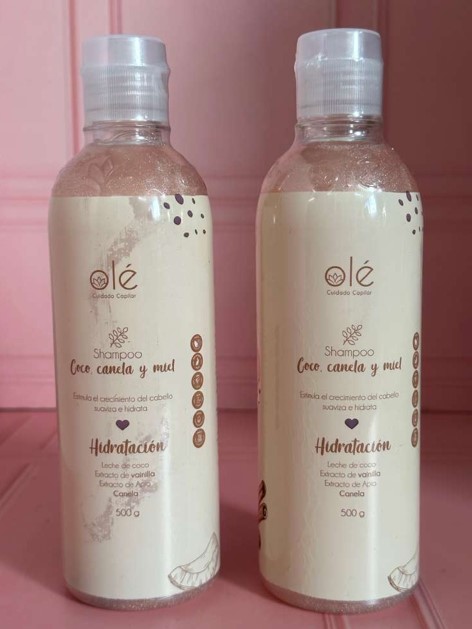 olé
Cuidado Capilar
Shampoo
Coco, canela y miel
Estimula el crecimiento del cabello
suaviza e hidrata
Hidratación
Leche de coco
Extracto de vainilla
Extracto de Apio
Canela
500 g
olé
Cuidado Capilar
Shampoo
Coco, canela y miel
Estimula el crecimiento del cabello
suaviza e hidrata
Hidratación
Leche de coco
Extracto de vainilla
Extracto de Apio
Canela
500 g